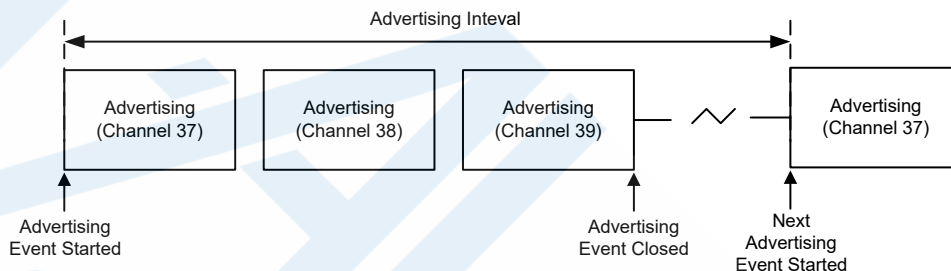 Advertising Inteval
Advertising
(Channel 37)
Advertising
(Channel 38)
Advertising
(Channel 39)
Advertising
(Channel 37)
Advertising
Event Started
Advertising
Event Closed
Next
Advertising
Event Started